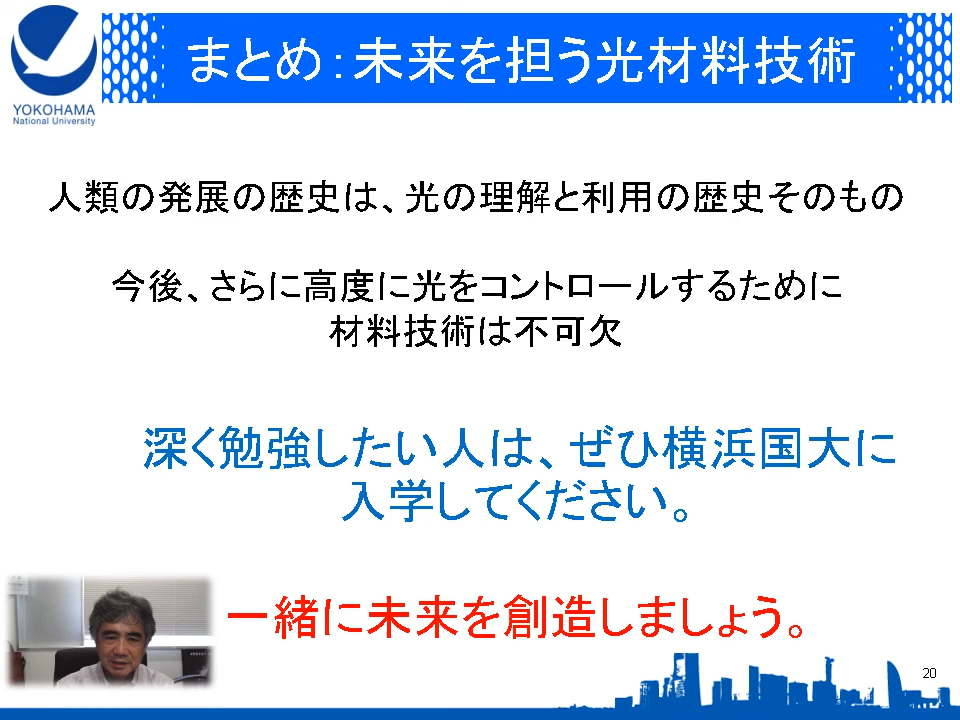 YOKOHAMA
National University
まとめ：未来を担う光材料技術
人類の発展の歴史は、光の理解と利用の歴史そのもの
今後、さらに高度に光をコントロールするために
材料技術は不可欠
深く勉強したい人は、ぜひ横浜国大に
入学してください。
一緒に未来を創造しましょう。
20